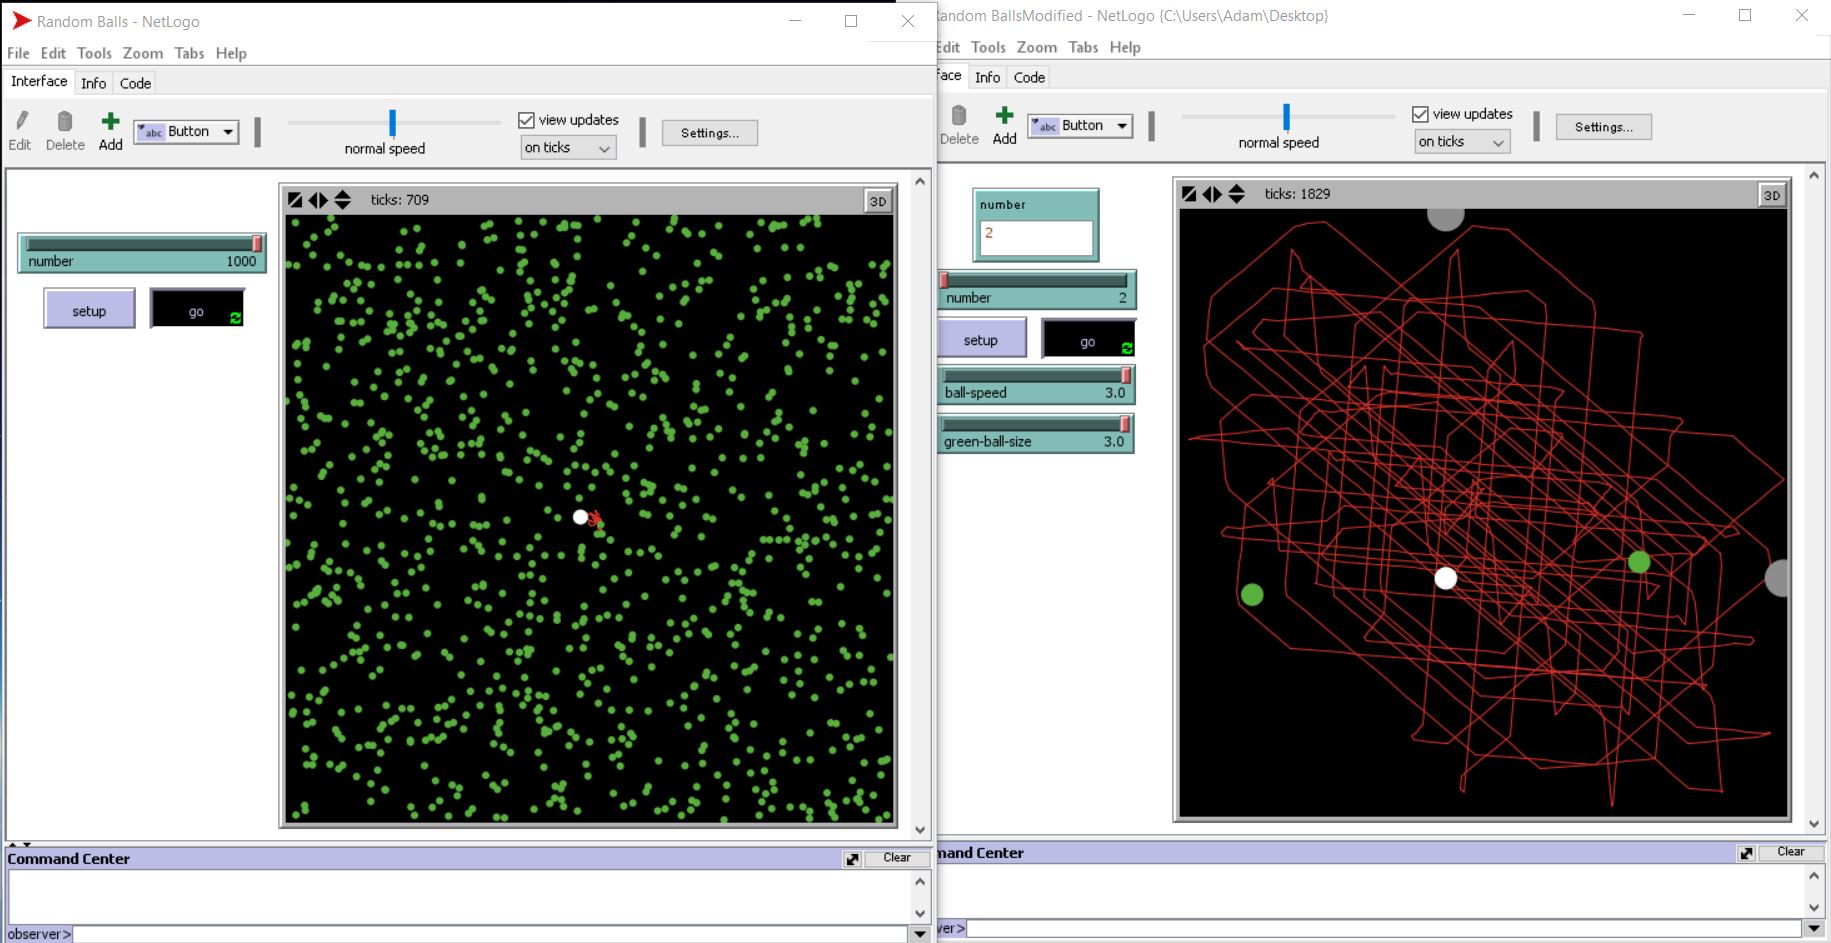 Random Balls - NetLogo
File Edit Tools Zoom Tabs Help
Interface Info Code
Edit Delete Add
abc Button
normal speed
view updates
on ticks
Settings...
ticks: 709
3D
number 1000
setup
go
Command Center
Clear
observer>
Random BallsModified - NetLogo {C:\Users\Adam\Desktop}
Edit Tools Zoom Tabs Help
face Info Code
Delete Add
abc Button
normal speed
view updates
on ticks
Settings...
ticks: 1829
3D
number
2
number 2
setup
go
ball-speed 3.0
green-ball-size 3.0
mand Center
Clear
ver>